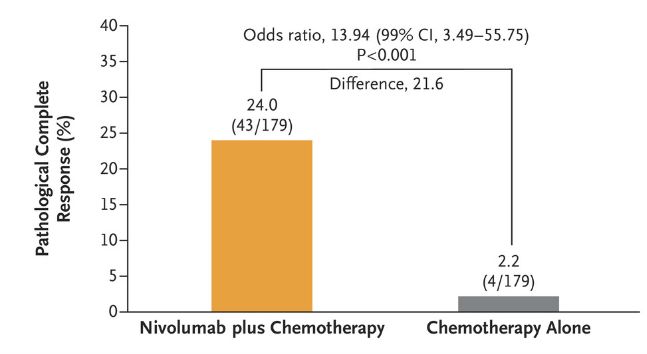 40
35
30
25
20
15
10
5
0
Pathological Complete
Response (%)
Odds ratio, 13.94 (99% CI, 3.49–55.75)
P<0.001
Difference, 21.6
24.0
(43/179)
2.2
(4/179)
Nivolumab plus Chemotherapy
Chemotherapy Alone